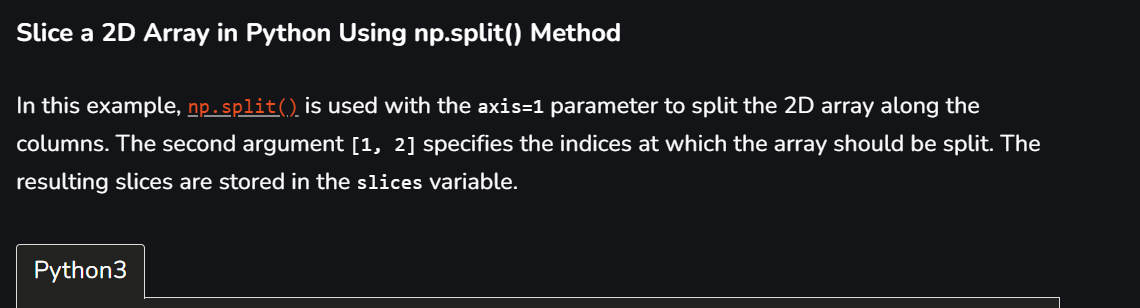 Slice a 2D Array in Python Using np.split() Method
In this example, np.split() is used with the axis=1 parameter to split the 2D array along the
columns. The second argument [1, 2] specifies the indices at which the array should be split. The
resulting slices are stored in the slices variable.
Python3